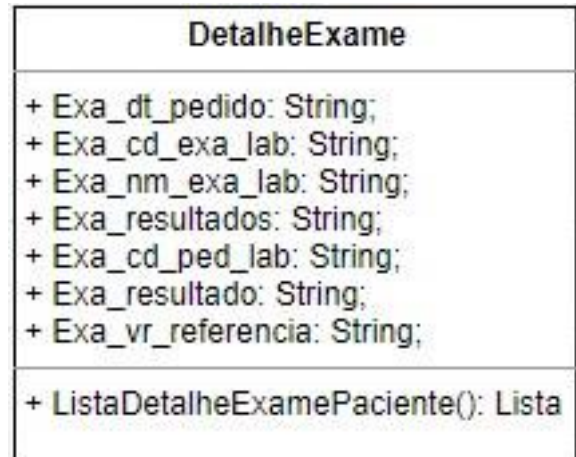 DetalheExame
+ Exa_dt_pedido: String;
+ Exa_cd_exa_lab: String;
+ Exa_nm_exa_lab: String;
+ Exa_resultados: String;
+ Exa_cd_ped_lab: String;
+ Exa_resultado: String;
+ Exa_vr_referencia: String;
+ ListaDetalheExamePaciente(): Lista